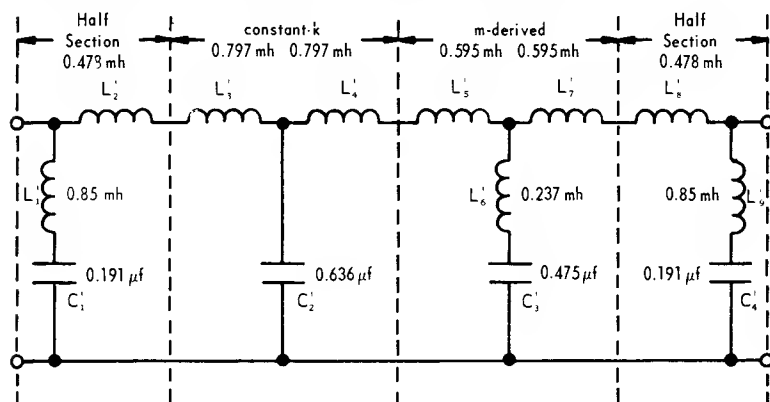 Half
Section
0.478 mh
constant-k
0.797 mh 0.797 mh
m-derived
0.595 mh 0.595 mh
Half
Section
0.478 mh
L'2
L'3
L'4
L'5
L'7
L'8
L'1
0.85 mh
L'6
0.237 mh
0.85 mh
L'9
0.191 μf
C'1
0.636 μf
C'2
0.475 μf
C'3
0.191 μf
C'4